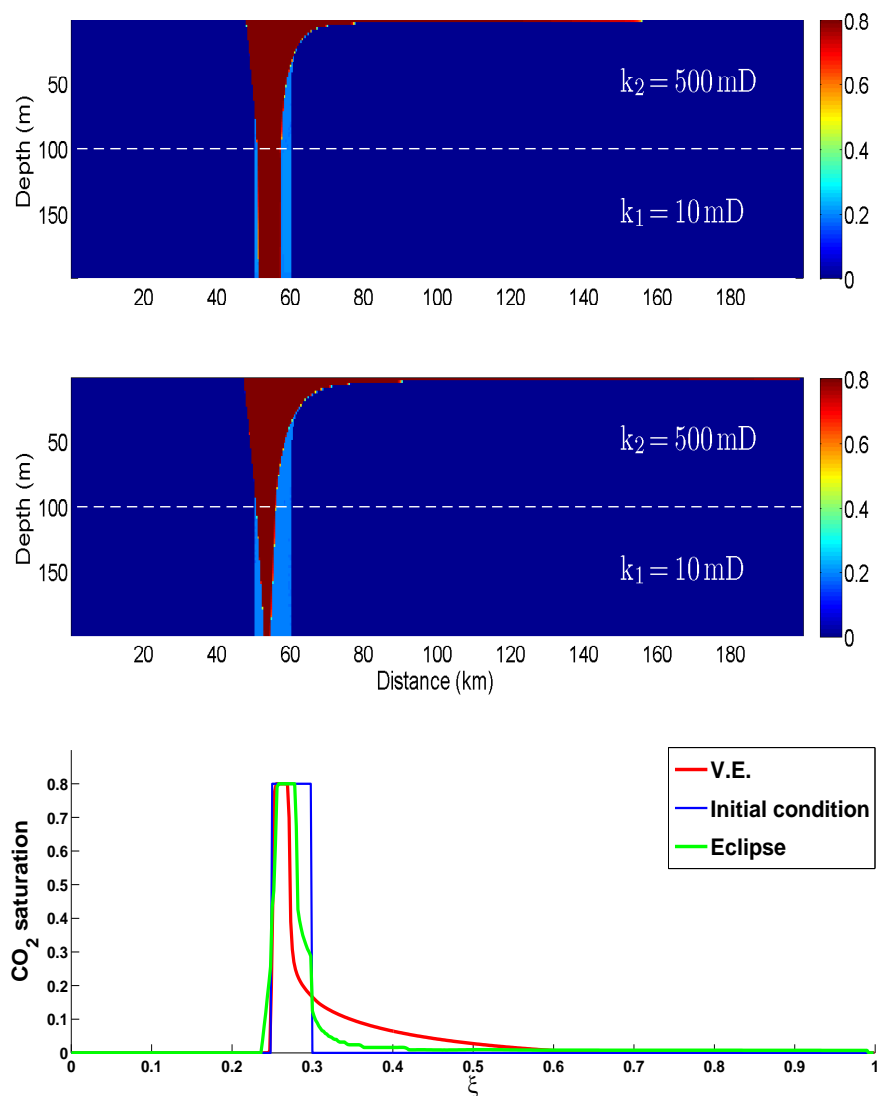 0.8
0.6
0.4
0.2
0
50
100
150
Depth (m)
k2 = 500 mD
k1 = 10 mD
20 40 60 80 100 120 140 160 180
0.8
0.6
0.4
0.2
0
50
100
150
Depth (m)
k2 = 500 mD
k1 = 10 mD
20 40 60 80 100 120 140 160 180
Distance (km)
V.E.
Initial condition
Eclipse
0.8
0.7
0.6
0.5
0.4
0.3
0.2
0.1
0
CO2 saturation
0 0.1 0.2 0.3 0.4 0.5 0.6 0.7 0.8 0.9 1
ξ